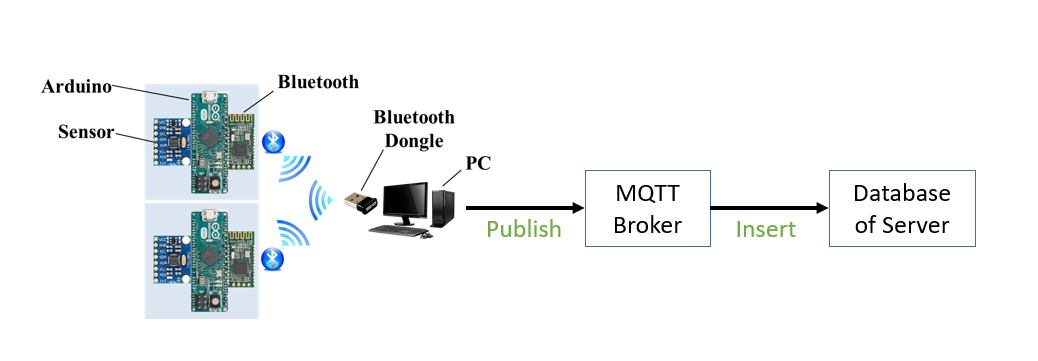 Arduino
Bluetooth
Sensor
Bluetooth
Dongle
PC
Publish
MQTT
Broker
Insert
Database
of Server